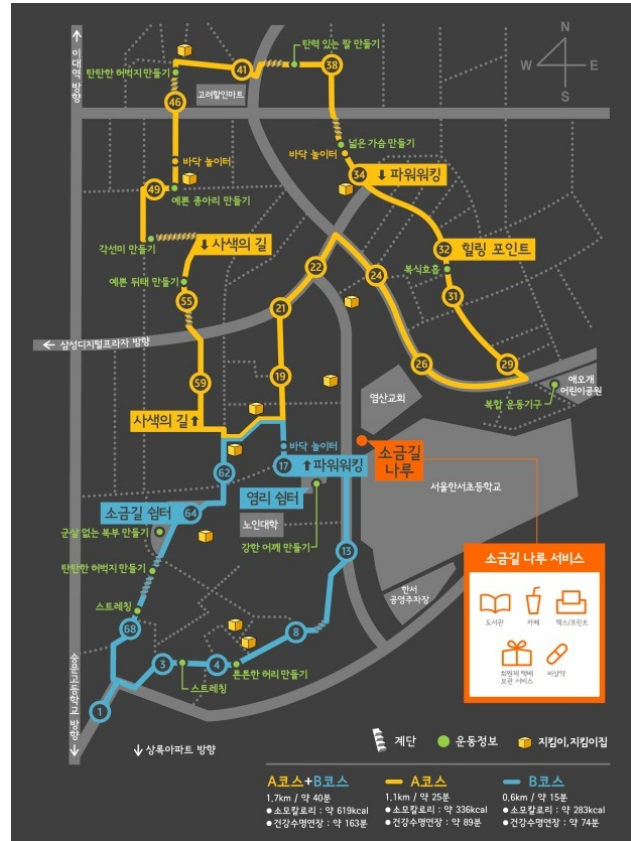 N
W
E
S
이대역 방향
탄력 있는 팔 만들기
41
38
탄탄한 허벅지 만들기
고려할인마트
46
넓은 가슴 만들기
바닥 놀이터
바닥 놀이터
34
↓ 파워워킹
49
예쁜 종아리 만들기
각선미 만들기
↓ 사색의 길
32
힐링 포인트
22
24
복식호흡
예쁜 뒤태 만들기
55
21
31
← 삼성디지털프라자 방향
59
19
26
29
애오개
어린이공원
복합 운동기구
염산교회
사색의 길 ↑
바닥 놀이터
소금길
나루
62
17
↑ 파워워킹
서울한서초등학교
소금길 쉼터
64
염리 쉼터
노인대학
군살 없는 복부 만들기
강한 어깨 만들기
13
탄탄한 허벅지 만들기
소금길 나루 서비스
스트레칭
한서
공영주차장
도서관
카페
팩스/프린트
68
8
3
4
튼튼한 허리 만들기
스트레칭
회원제 택배
보관 서비스
비상약
1
숭문고등학교 방향
↓ 상록아파트 방향
계단
운동정보
지킴이,지킴이집
A코스+B코스
1.7km / 약 40분
● 소모칼로리 : 약 619kcal
● 건강수명연장 : 약 163분
A코스
1.1km / 약 25분
● 소모칼로리 : 약 336kcal
● 건강수명연장 : 약 89분
B코스
0.6km / 약 15분
● 소모칼로리 : 약 283kcal
● 건강수명연장 : 약 74분